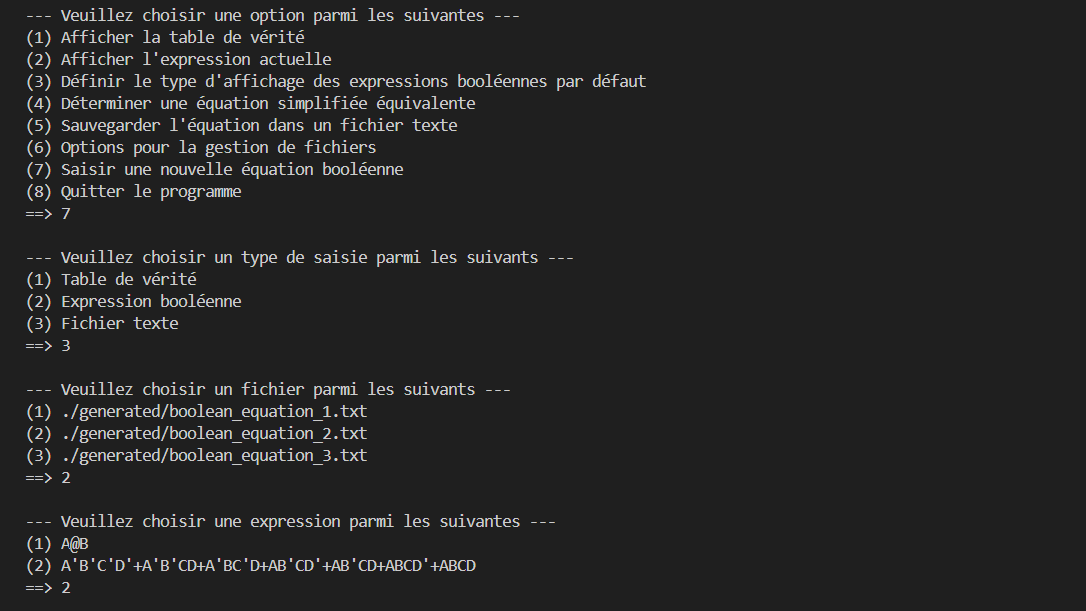 --- Veuillez choisir une option parmi les suivantes ---
(1) Afficher la table de vérité
(2) Afficher l'expression actuelle
(3) Définir le type d'affichage des expressions booléennes par défaut
(4) Déterminer une équation simplifiée équivalente
(5) Sauvegarder l'équation dans un fichier texte
(6) Options pour la gestion de fichiers
(7) Saisir une nouvelle équation booléenne
(8) Quitter le programme
==> 7
--- Veuillez choisir un type de saisie parmi les suivants ---
(1) Table de vérité
(2) Expression booléenne
(3) Fichier texte
==> 3
--- Veuillez choisir un fichier parmi les suivants ---
(1) ./generated/boolean_equation_1.txt
(2) ./generated/boolean_equation_2.txt
(3) ./generated/boolean_equation_3.txt
==> 2
--- Veuillez choisir une expression parmi les suivantes ---
(1) A@B
(2) A'B'C'D'+A'B'CD+A'BC'D+AB'CD'+AB'CD+ABCD'+ABCD
==> 2